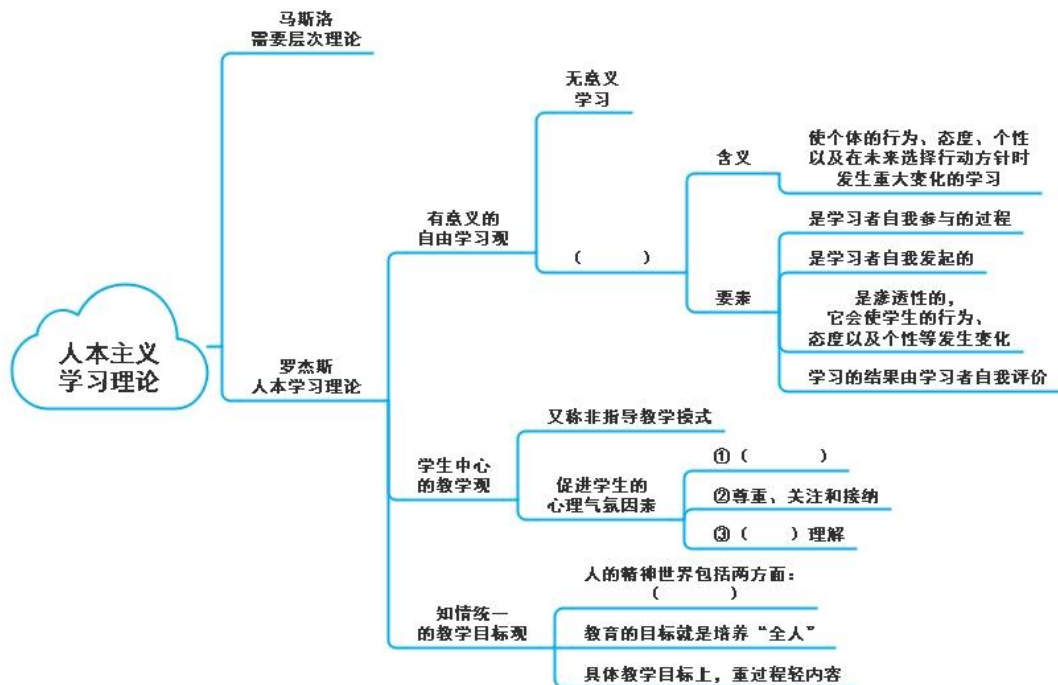 马斯洛
需要层次理论
无意义
学习
使个体的行为、态度、个性
含义
以及在未来选择行动方针时
发生重大变化的学习
有意义的
自由学习观
是学习者自我参与的过程
(        )
是学习者自我发起的
要素
是渗透性的，
它会使学生的行为、
态度以及个性等发生变化
人本主义
学习理论
罗杰斯
人本学习理论
学习的结果由学习者自我评价
又称非指导教学模式
学生中心
的教学观
①（        ）
促进学生的
心理气氛因素
②尊重、关注和接纳
③（    ）理解
人的精神世界包括两方面：
（        ）
知情统一
的教学目标观
教育的目标就是培养“全人”
具体教学目标上，重过程轻内容